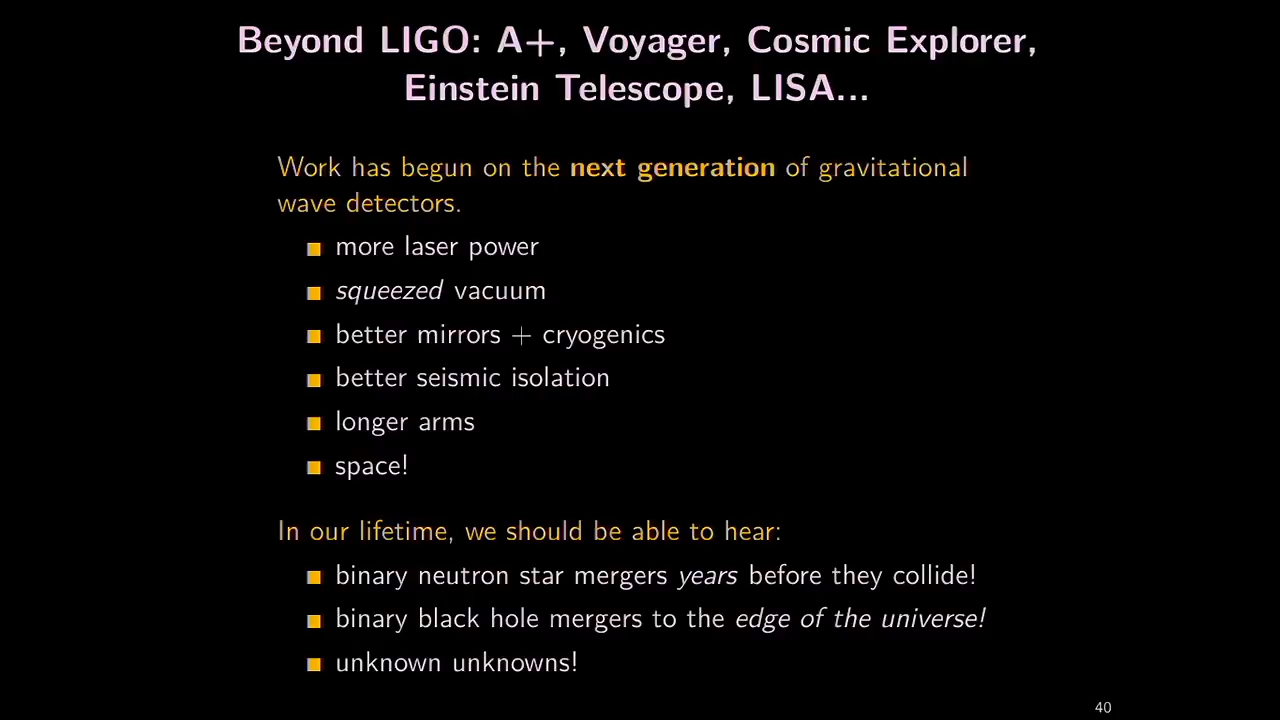 Beyond LIGO: A+, Voyager, Cosmic Explorer,
Einstein Telescope, LISA...
Work has begun on the next generation of gravitational
wave detectors.
more laser power
squeezed vacuum
better mirrors + cryogenics
better seismic isolation
longer arms
space!
In our lifetime, we should be able to hear:
binary neutron star mergers years before they collide!
binary black hole mergers to the edge of the universe!
unknown unknowns!
40